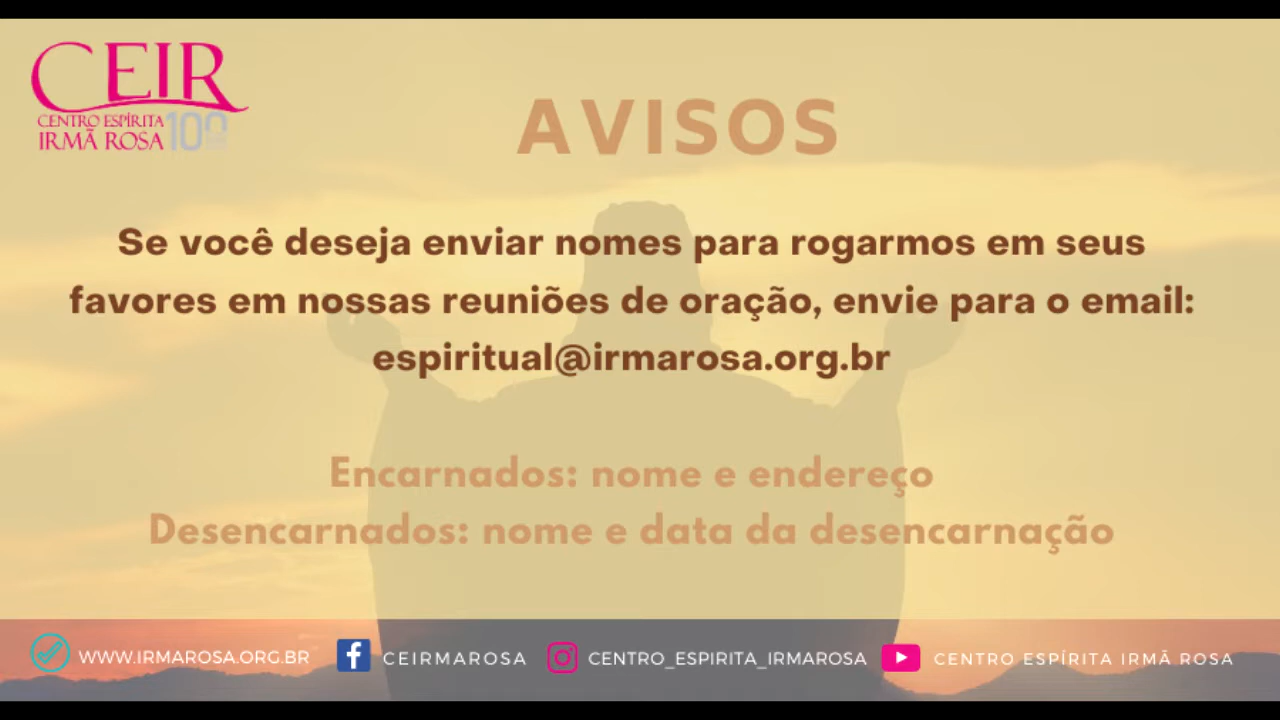 CEIR
CENTRO ESPÍRITA
IRMÃ ROSA 100
AVISOS
Se você deseja enviar nomes para rogarmos em seus
favores em nossas reuniões de oração, envie para o email:
espiritual@irmarosa.org.br
Encarnados: nome e endereço
Desencarnados: nome e data da desencarnação
WWW.IRMAROSA.ORG.BR CEIRMAROSA CENTRO_ESPIRITA_IRMAROSA CENTRO ESPÍRITA IRMÃ ROSA